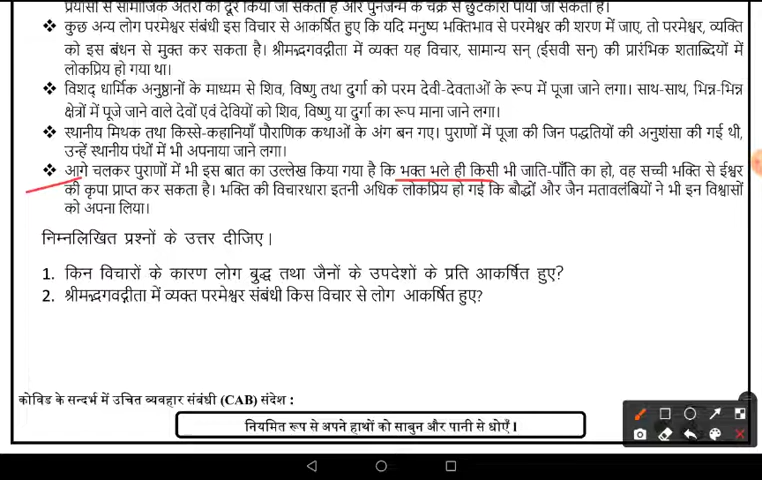 प्रयासों से सामाजिक अंतरों को दूर किया जा सकता है और पुनर्जन्म के चक्र से छुटकारा पाया जा सकता है।
❖ कुछ अन्य लोग परमेश्वर संबंधी इस विचार से आकर्षित हुए कि यदि मनुष्य भक्तिभाव से परमेश्वर की शरण में जाए, तो परमेश्वर, व्यक्ति
को इस बंधन से मुक्त कर सकता है। श्रीमद्भगवद्गीता में व्यक्त यह विचार, सामान्य सन् (ईसवी सन्) की प्रारंभिक शताब्दियों में
लोकप्रिय हो गया था।
❖ विशद् धार्मिक अनुष्ठानों के माध्यम से शिव, विष्णु तथा दुर्गा को परम देवी-देवताओं के रूप में पूजा जाने लगा। साथ-साथ, भिन्न-भिन्न
क्षेत्रों में पूजे जाने वाले देवों एवं देवियों को शिव, विष्णु या दुर्गा का रूप माना जाने लगा।
❖ स्थानीय मिथक तथा किस्से-कहानियाँ पौराणिक कथाओं के अंग बन गए। पुराणों में पूजा की जिन पद्धतियों की अनुशंसा की गई थी,
उन्हें स्थानीय पंथों में भी अपनाया जाने लगा।
❖ आगे चलकर पुराणों में भी इस बात का उल्लेख किया गया है कि भक्त भले ही किसी भी जाति-पाँति का हो, वह सच्ची भक्ति से ईश्वर
की कृपा प्राप्त कर सकता है। भक्ति की विचारधारा इतनी अधिक लोकप्रिय हो गई कि बौद्धों और जैन मतावलंबियों ने भी इन विश्वासों
को अपना लिया।
निम्नलिखित प्रश्नों के उत्तर दीजिए।
1. किन विचारों के कारण लोग बुद्ध तथा जैनों के उपदेशों के प्रति आकर्षित हुए?
2. श्रीमद्भगवद्गीता में व्यक्त परमेश्वर संबंधी किस विचार से लोग आकर्षित हुए?
कोविड के सन्दर्भ में उचित व्यवहार संबंधी (CAB) संदेश :
नियमित रूप से अपने हाथों को साबुन और पानी से धोएँ।